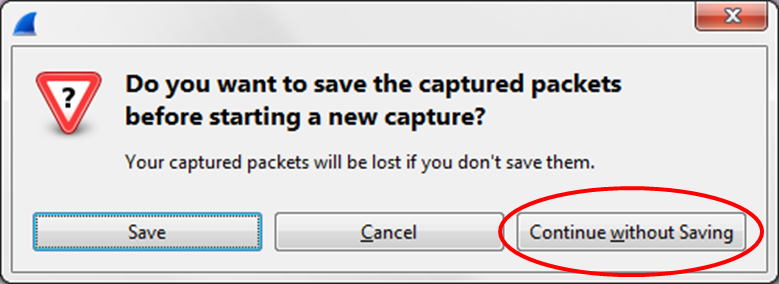 ?
Do you want to save the captured packets
before starting a new capture?
Your captured packets will be lost if you don't save them.
Save
Cancel
Continue without Saving